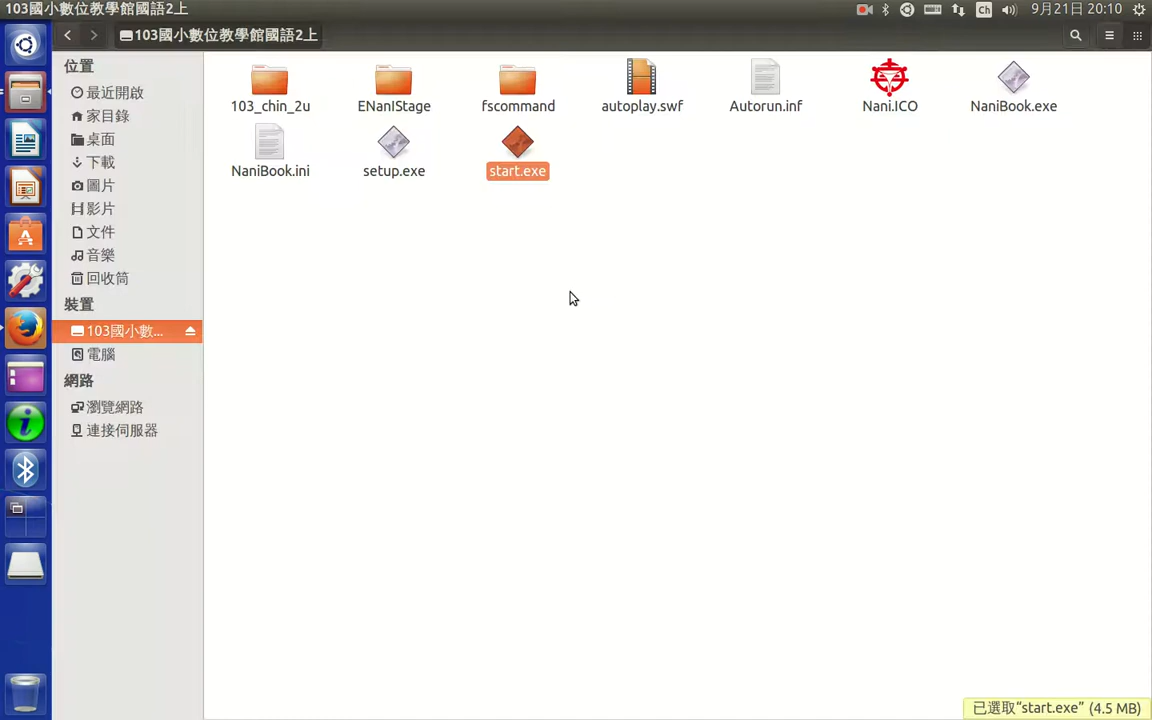 103國小數位教學館國語2上
Ch
9月21日 20:10
103國小數位教學館國語2上
位置
最近開啟
家目錄
桌面
下載
圖片
影片
文件
音樂
回收筒
裝置
103國小數...
電腦
網路
瀏覽網路
連接伺服器
103_chin_2u
ENanIStage
fscommand
autoplay.swf
Autorun.inf
Nani.ICO
NaniBook.exe
NaniBook.ini
setup.exe
start.exe
已選取“start.exe” (4.5 MB)